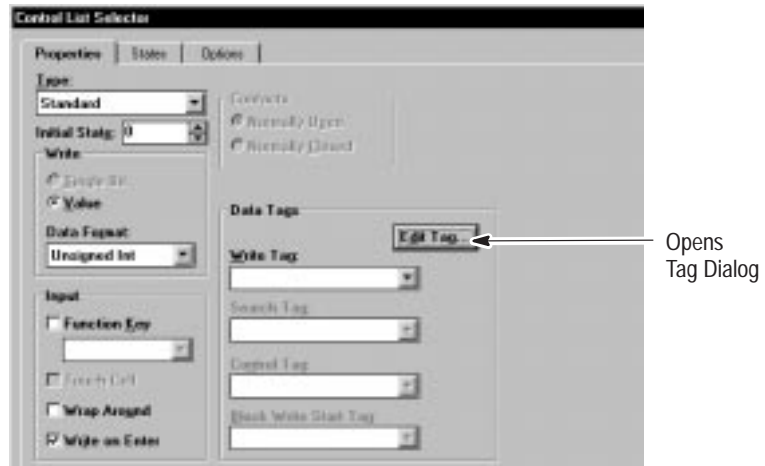 Control List Selector
Properties States Options
Type:
Standard
Initial State: 0
Write
Single Bit
Value
Data Format:
Unsigned Int
Input
Function Key
Touch Cell
Wrap Around
Write on Enter
Contacts
Normally Open
Normally Closed
Data Tags
Edit Tag...
Write Tag:
Search Tag:
Control Tag:
Block Write Start Tag:
Opens
Tag Dialog